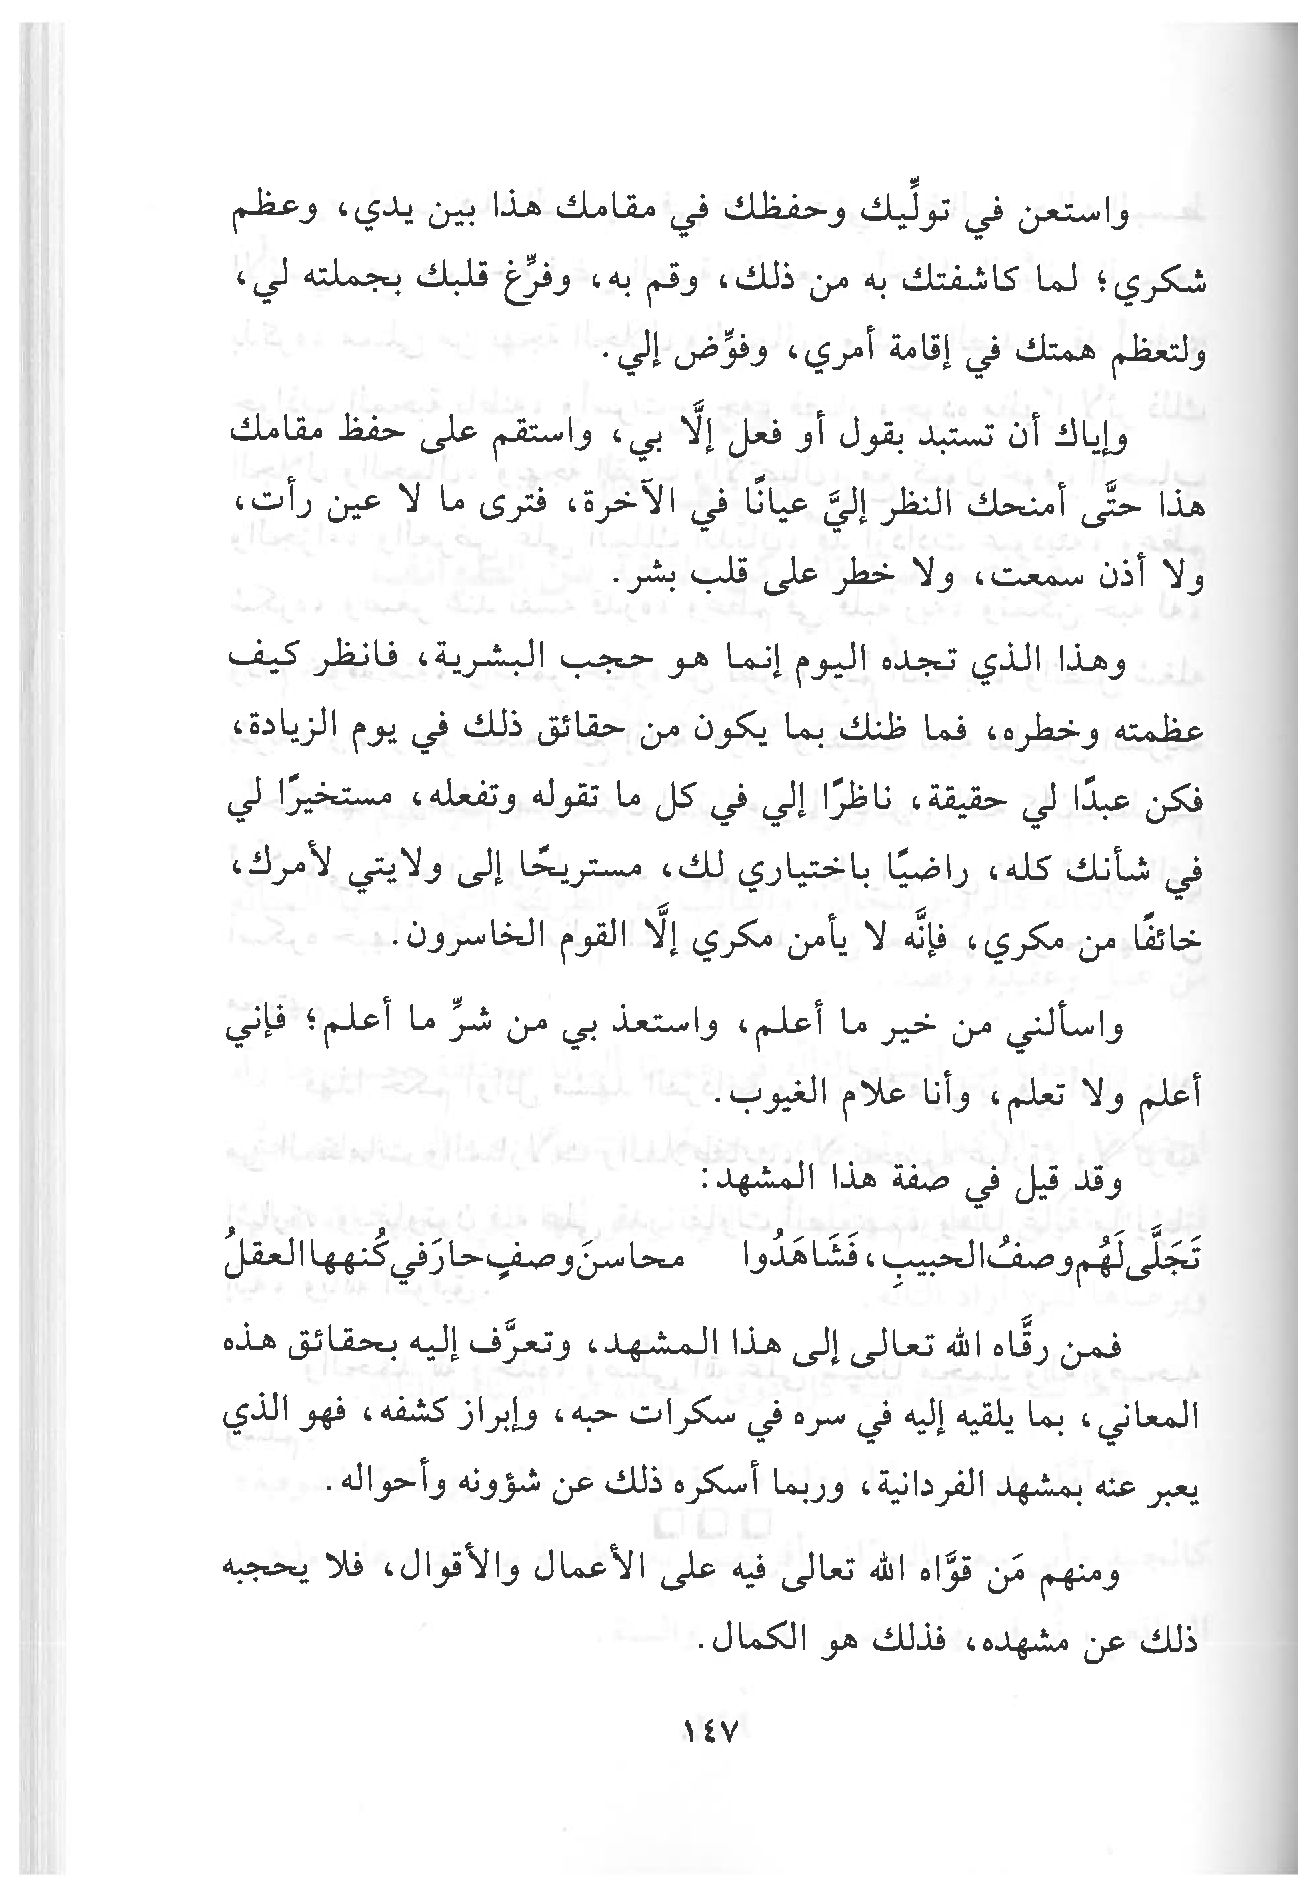 واستعن في تولِّيك وحفظك في مقامك هذا بين يدي، وعظم
شكري؛ لما كاشفتك به من ذلك، وقم به، وفرِّغ قلبك بجملته لي،
ولتعظم همتك في إقامة أمري، وفوِّض إلي.
وإياك أن تستبد بقول أو فعل إلَّا بي، واستقم على حفظ مقامك
هذا حتَّى أمنحك النظر إليَّ عيانًا في الآخرة، فترى ما لا عين رأت،
ولا أذن سمعت، ولا خطر على قلب بشر.
وهذا الذي تجده اليوم إنما هو حجب البشرية، فانظر كيف
عظمته وخطره، فما ظنك بما يكون من حقائق ذلك في يوم الزيادة،
فكن عبدًا لي حقيقة، ناظرًا إلي في كل ما تقوله وتفعله، مستخيرًا لي
في شأنك كله، راضيًا باختياري لك، مستريحًا إلى ولايتي لأمرك،
خائفًا من مكري، فإنَّه لا يأمن مكري إلَّا القوم الخاسرون.
واسألني من خير ما أعلم، واستعذ بي من شرِّ ما أعلم؛ فإني
أعلم ولا تعلم، وأنا علام الغيوب.
وقد قيل في صفة هذا المشهد:
تَجَلَّى لَهُم وصفُ الحبيبِ، فَشَاهَدُوا محاسنَ وصفٍ حارَ في كُنهها العقلُ
فمن رقَّاه الله تعالى إلى هذا المشهد، وتعرَّف إليه بحقائق هذه
المعاني، بما يلقيه إليه في سره في سكرات حبه، وإبراز كشفه، فهو الذي
يعبر عنه بمشهد الفردانية، وربما أسكره ذلك عن شؤونه وأحواله.
ومنهم مَن قوَّاه الله تعالى فيه على الأعمال والأقوال، فلا يحجبه
ذلك عن مشهده، فذلك هو الكمال.
١٤٧